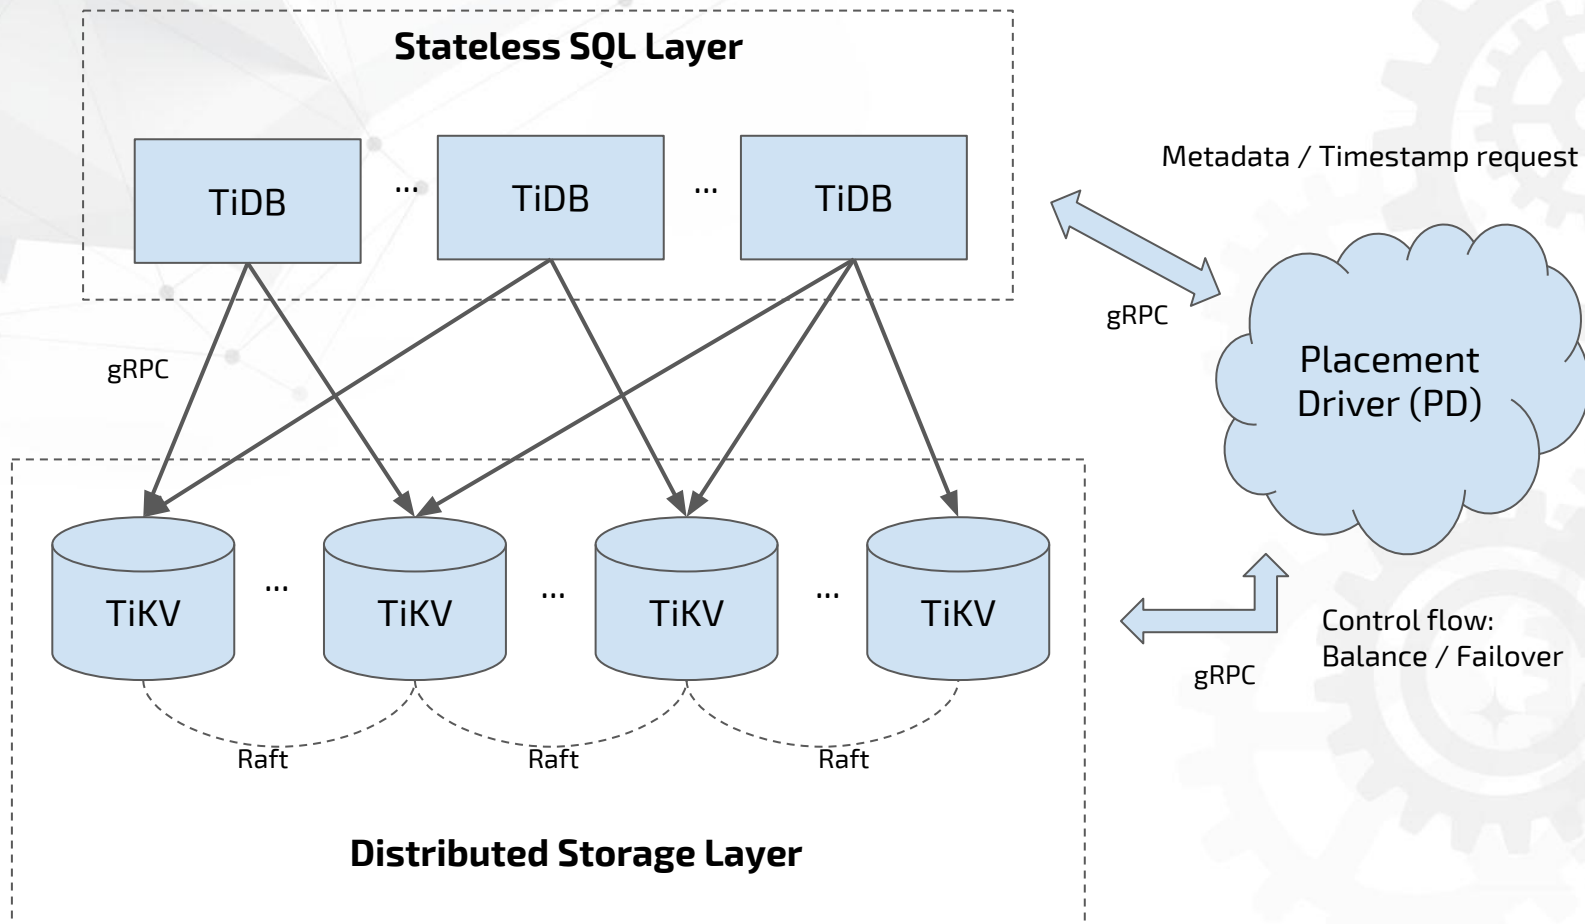 Stateless SQL Layer
TiDB ... TiDB ... TiDB
Metadata / Timestamp request
gRPC
gRPC
Placement
Driver (PD)
TiKV ... TiKV ... TiKV ... TiKV
Control flow:
Balance / Failover
gRPC
Raft Raft Raft
Distributed Storage Layer